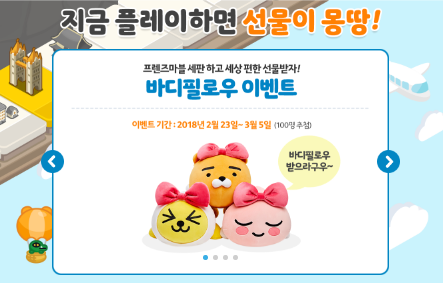 지금 플레이하면 선물이 몽땅!
프렌즈마블 세판 하고 세상 편한 선물받자!
바디필로우 이벤트
이벤트 기간 : 2018년 2월 23일~ 3월 5일 (100명 추첨)
바디필로우
받으라구우~